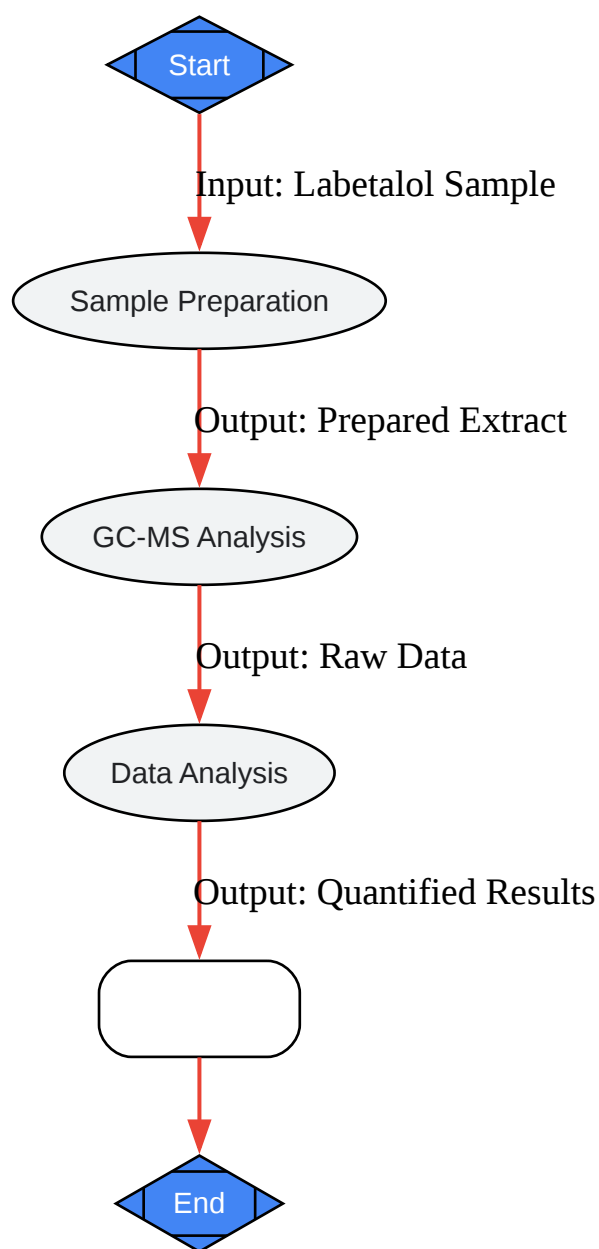 Start
Input: Labetalol Sample
Sample Preparation
Output: Prepared Extract
GC-MS Analysis
Output: Raw Data
Data Analysis
Output: Quantified Results
End